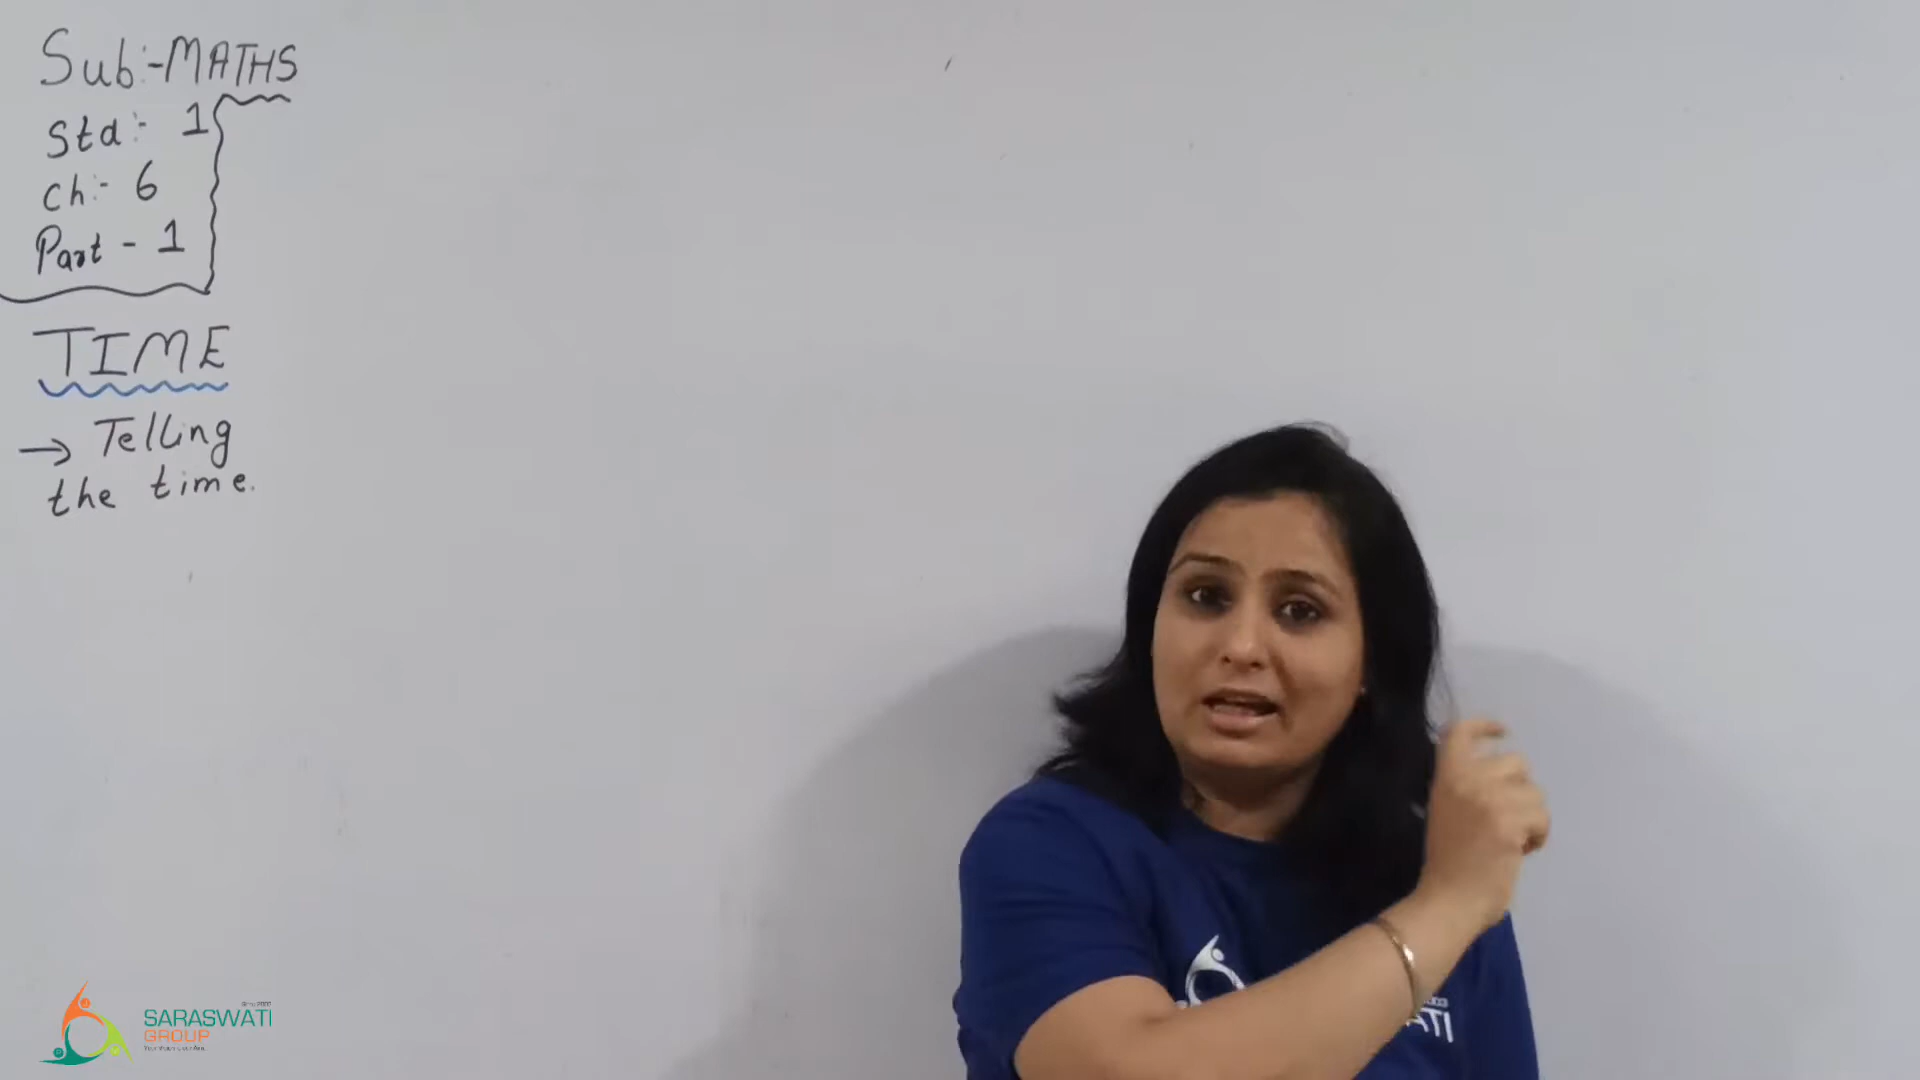 Sub:-MATHS
Std:- 1
ch:- 6
Part - 1
TIME
→ Telling
the time.
SARASWATI
GROUP